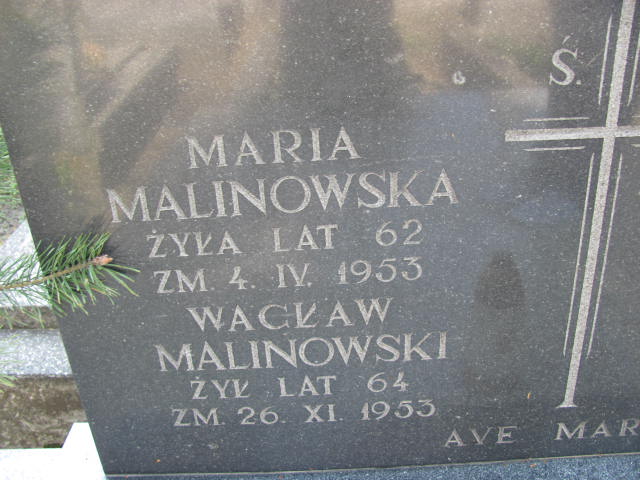 Ś.
MARIA
MALINOWSKA
ŻYŁA LAT 62
ZM. 4. IV. 1953
WACŁAW
MALINOWSKI
ŻYŁ LAT 64
ZM. 26. XI. 1953
AVE MAR